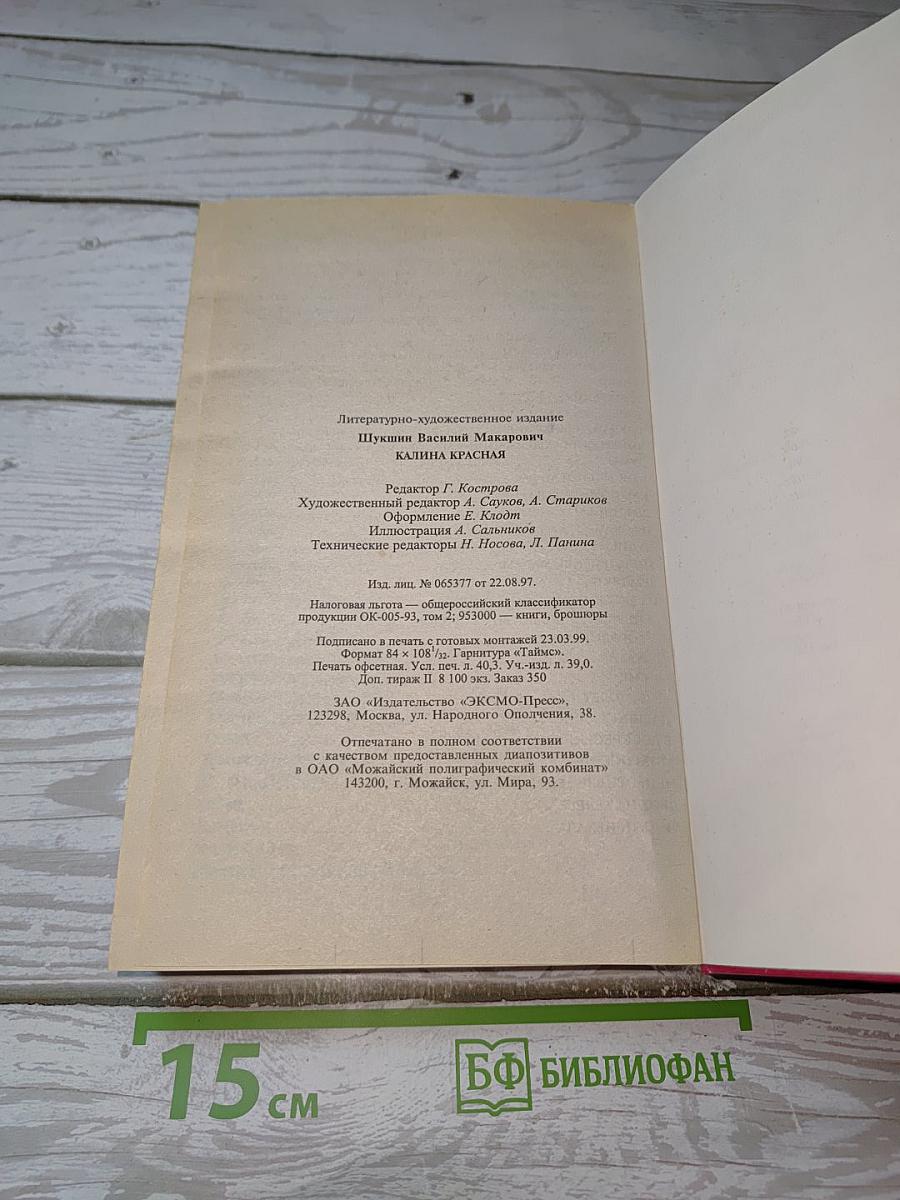 Литературно-художественное издание
Шукшин Василий Макарович
КАЛИНА КРАСНАЯ
Редактор Г. Кострова
Художественный редактор А. Сауков, А. Стариков
Оформление Е. Клодт
Иллюстрация А. Сальников
Технические редакторы Н. Носова, Л. Панина
Изд. лиц. № 065377 от 22.08.97.
Налоговая льгота — общероссийский классификатор
продукции ОК-005-93, том 2; 953000 — книги, брошюры
Подписано в печать с готовых монтажей 23.03.99.
Формат 84 × 108 1/32. Гарнитура «Таймс».
Печать офсетная. Усл. печ. л. 40,3. Уч.-изд. л. 39,0.
Доп. тираж II 8 100 экз. Заказ 350
ЗАО «Издательство «ЭКСМО-Пресс»,
123298, Москва, ул. Народного Ополчения, 38.
Отпечатано в полном соответствии
с качеством предоставленных диапозитивов
в ОАО «Можайский полиграфический комбинат»
143200, г. Можайск, ул. Мира, 93.
15 см
БФ БИБЛИОФАН